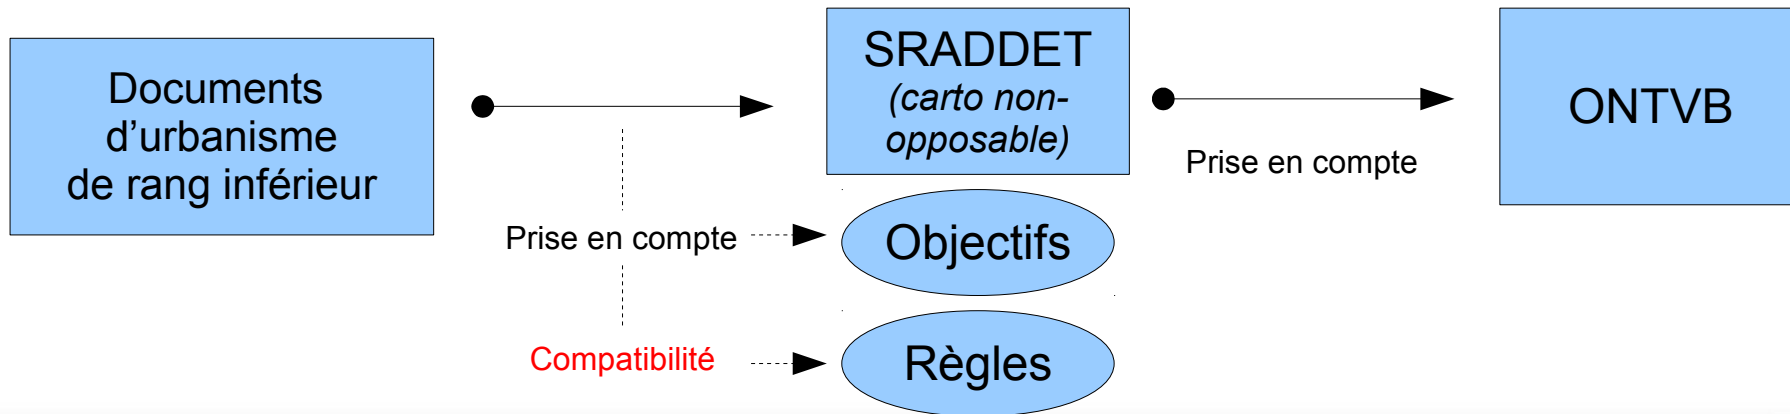 Documents
d’urbanisme
de rang inférieur
SRADDET
(carto non-
opposable)
Prise en compte
ONTVB
Prise en compte
Objectifs
Compatibilité
Règles